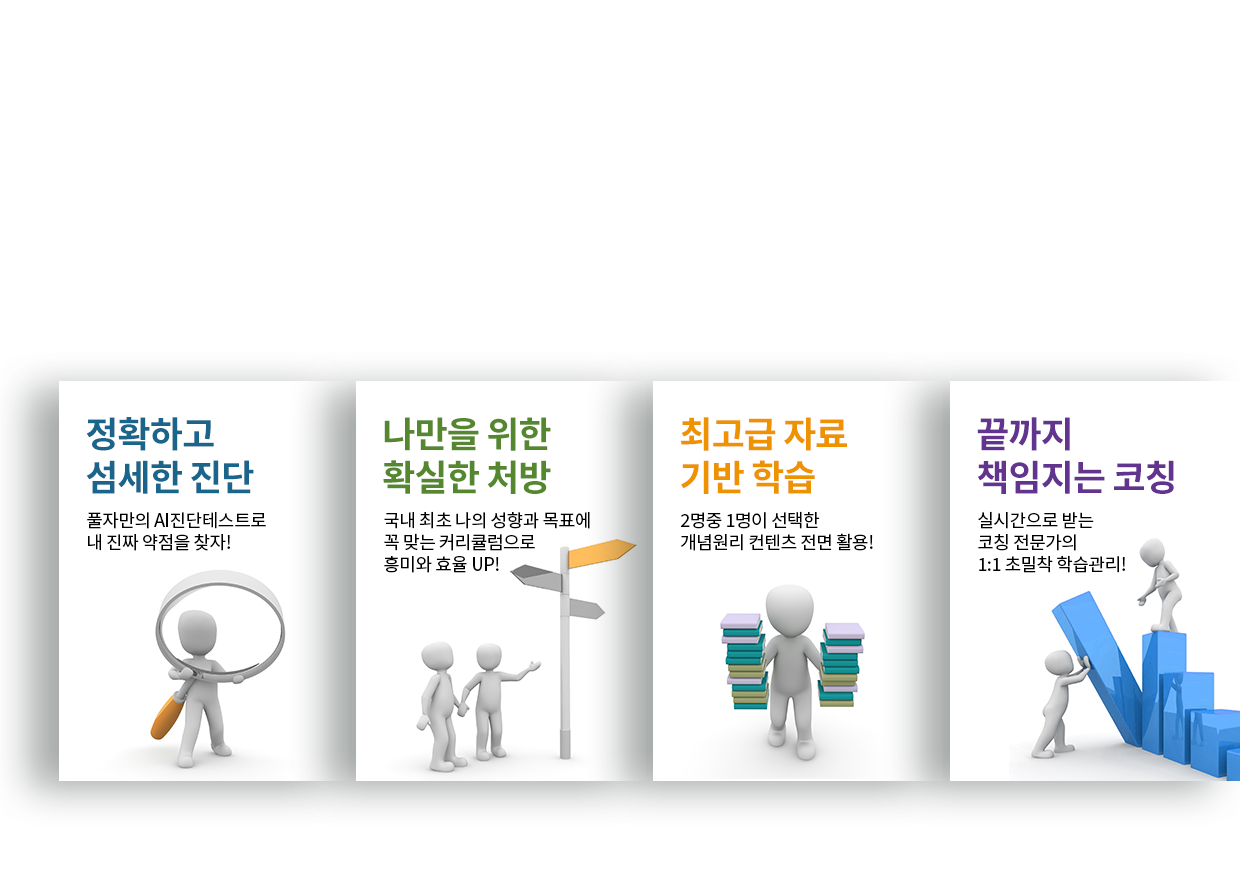 정확하고
섬세한 진단
풀자만의 AI진단테스트로
내 진짜 약점을 찾자!
나만을 위한
확실한 처방
국내 최초 나의 성향과 목표에
꼭 맞는 커리큘럼으로
흥미와 효율 UP!
최고급 자료
기반 학습
2명중 1명이 선택한
개념원리 컨텐츠 전면 활용!
끝까지
책임지는 코칭
실시간으로 받는
코칭 전문가의
1:1 초밀착 학습관리!